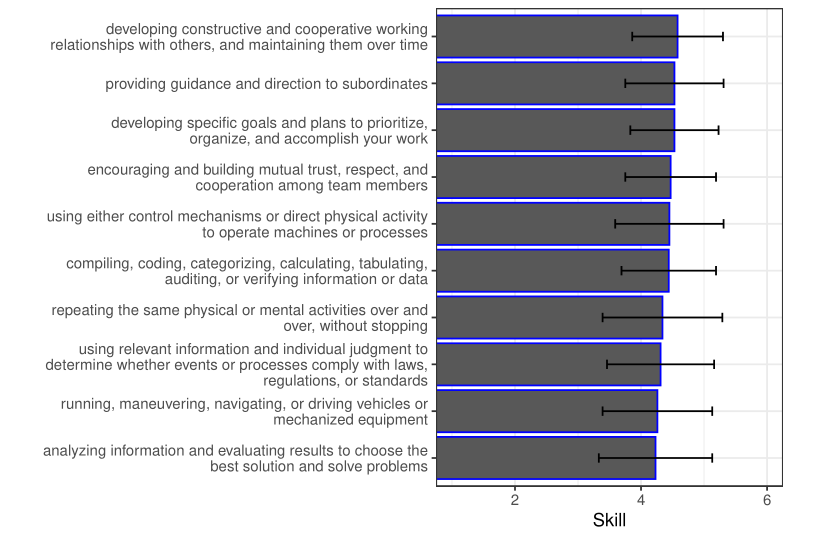 developing constructive and cooperative working
relationships with others, and maintaining them over time
providing guidance and direction to subordinates
developing specific goals and plans to prioritize,
organize, and accomplish your work
encouraging and building mutual trust, respect, and
cooperation among team members
using either control mechanisms or direct physical activity
to operate machines or processes
compiling, coding, categorizing, calculating, tabulating,
auditing, or verifying information or data
repeating the same physical or mental activities over and
over, without stopping
using relevant information and individual judgment to
determine whether events or processes comply with laws,
regulations, or standards
running, maneuvering, navigating, or driving vehicles or
mechanized equipment
analyzing information and evaluating results to choose the
best solution and solve problems
2 4 6
Skill